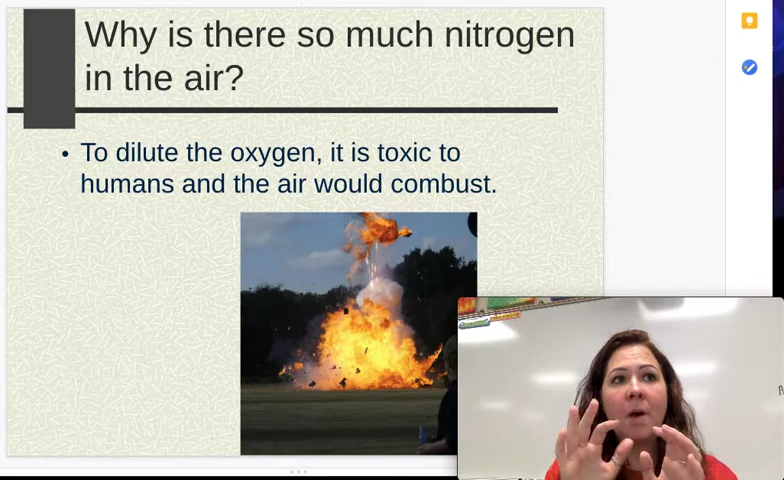 Why is there so much nitrogen
in the air?
• To dilute the oxygen, it is toxic to
humans and the air would combust.